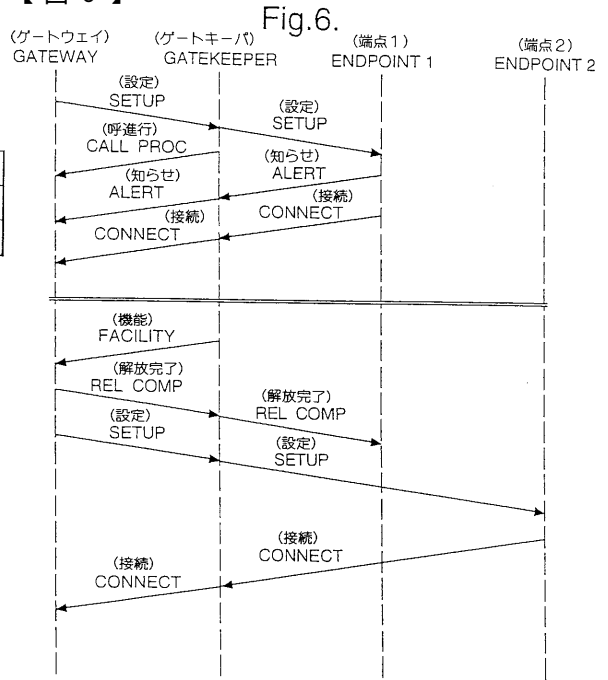 【図6】
Fig.6.
(ゲートウェイ)
GATEWAY
(ゲートキーパ)
GATEKEEPER
(端点1)
ENDPOINT 1
(端点2)
ENDPOINT 2
(設定)
SETUP
(設定)
SETUP
(呼進行)
CALL PROC
(知らせ)
ALERT
(知らせ)
ALERT
(接続)
CONNECT
(接続)
CONNECT
(機能)
FACILITY
(解放完了)
REL COMP
(解放完了)
REL COMP
(設定)
SETUP
(設定)
SETUP
(接続)
CONNECT
(接続)
CONNECT